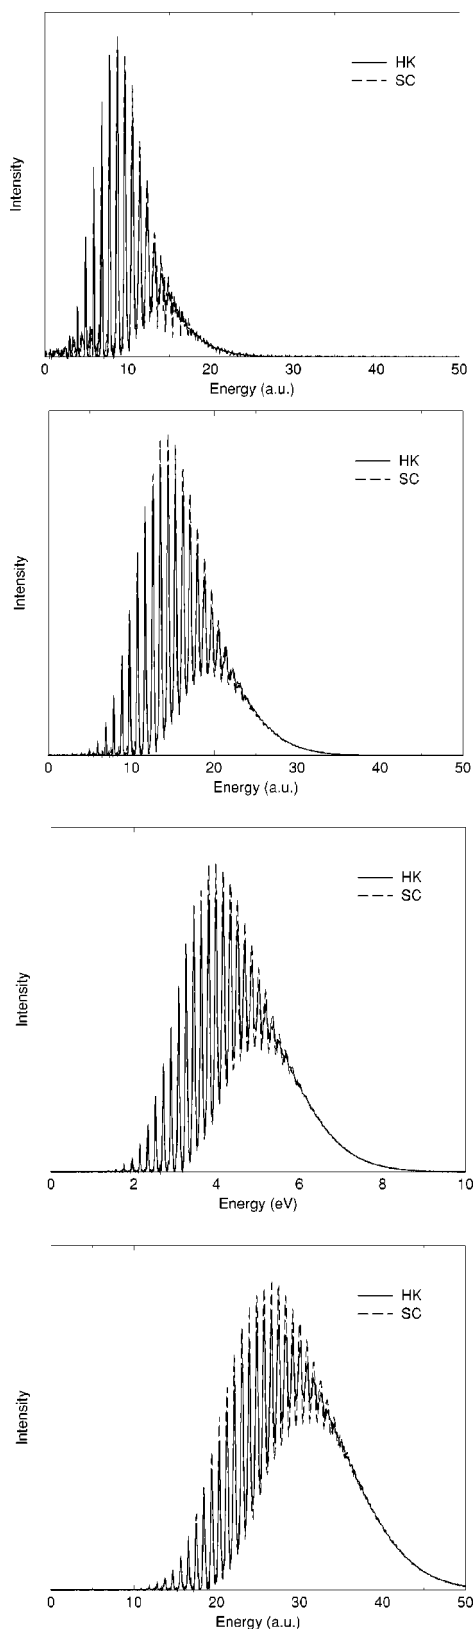 HK
SC
Intensity
0 10 20 30 40 50
Energy (a.u.)
HK
SC
Intensity
0 10 20 30 40 50
Energy (a.u.)
HK
SC
Intensity
0 2 4 6 8 10
Energy (eV)
HK
SC
Intensity
0 10 20 30 40 50
Energy (a.u.)